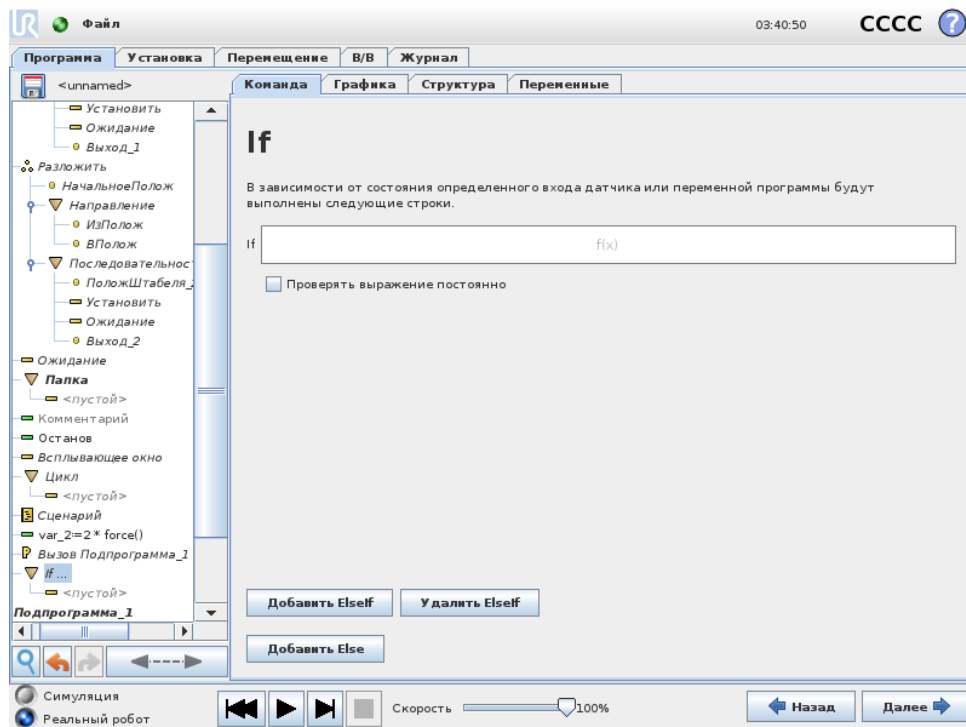 UR Файл 03:40:50 CCCC ?
Программа Установка Перемещение В/В Журнал
<unnamed>
Команда Графика Структура Переменные
Установить
Ожидание
Выход_1
Разложить
НачальноеПолож
Направление
ИзПолож
ВПолож
Последовательнос
ПоложШтабеля_2
Установить
Ожидание
Выход_2
Ожидание
Папка
<пустой>
Комментарий
Останов
Всплывающее окно
Цикл
<пустой>
Сценарий
var_2:=2 * force()
P Вызов Подпрограмма_1
If ...
<пустой>
Подпрограмма_1
If
В зависимости от состояния определенного входа датчика или переменной программы будут
выполнены следующие строки.
If f(x)
Проверять выражение постоянно
Добавить ElseIf Удалить ElseIf
Добавить Else
Симуляция
Реальный робот
Скорость 100%
Назад Далее